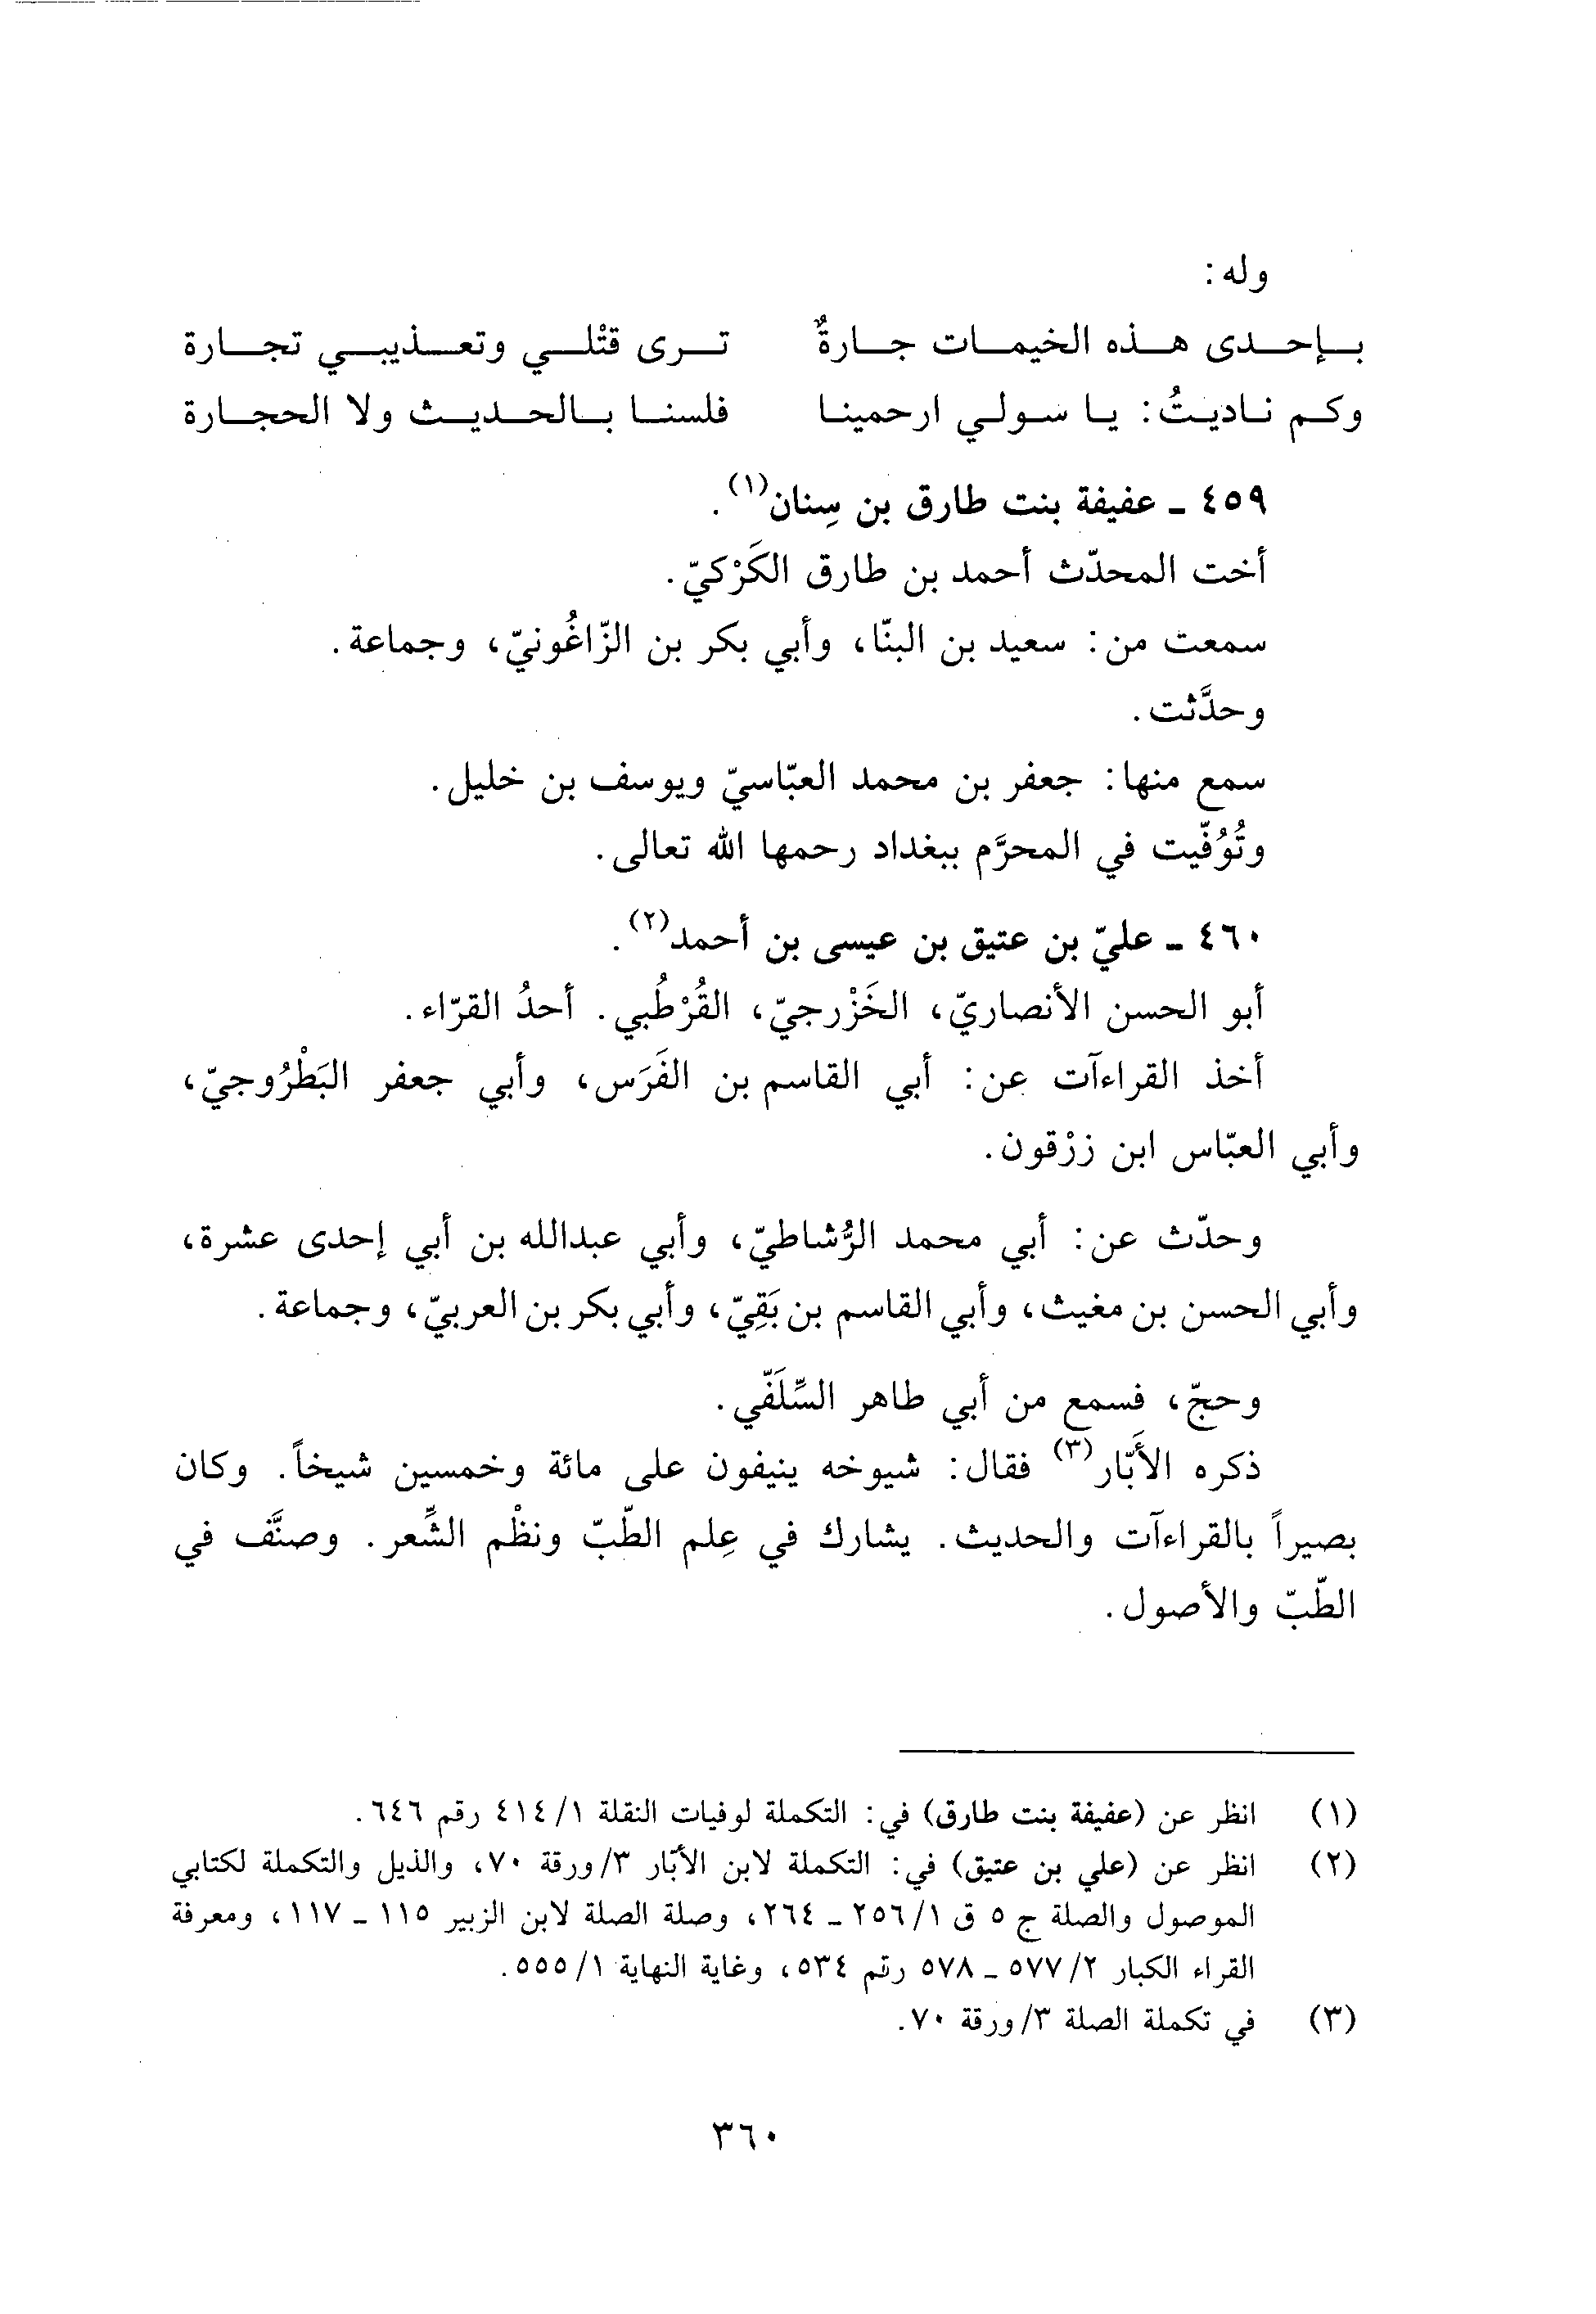 وله:
بإحدى هذه الخيمات جارةٌ ترى قتْلي وتعذيبي تجارة
وكم ناديتُ: يا سولي ارحمينا فلسنا بالحديث ولا الحجارة
٤٥٩ - عفيفة بنت طارق بن سِنان(١).
أخت المحدّث أحمد بن طارق الكَرْكيّ.
سمعت من: سعيد بن البنّا، وأبي بكر بن الزّاغُونيّ، وجماعة.
وحدَّثت.
سمع منها: جعفر بن محمد العبّاسيّ ويوسف بن خليل.
وتُوُفّيت في المحرَّم ببغداد رحمها الله تعالى.
٤٦٠ - عليّ بن عتيق بن عيسى بن أحمد(٢).
أبو الحسن الأنصاريّ، الخَزْرجيّ، القُرْطُبي. أحدُ القرّاء.
أخذ القراءآت عن: أبي القاسم بن الفَرَس، وأبي جعفر البَطْرُوجيّ،
وأبي العبّاس ابن زرْقون.
وحدّث عن: أبي محمد الرُّشاطيّ، وأبي عبدالله بن أبي إحدى عشرة،
وأبي الحسن بن مغيث، وأبي القاسم بن بَقِيّ، وأبي بكر بن العربيّ، وجماعة.
وحجّ، فسمع من أبي طاهر السِّلَفّي.
ذكره الأَبّار(٣) فقال: شيوخه ينيفون على مائة وخمسين شيخاً. وكان
بصيراً بالقراءآت والحديث. يشارك في عِلم الطّبّ ونظْم الشِّعر. وصنَّف في
الطّبّ والأصول.
(١) انظر عن (عفيفة بنت طارق) في: التكملة لوفيات النقلة ١/ ٤١٤ رقم ٦٤٦.
(٢) انظر عن (علي بن عتيق) في: التكملة لابن الأبّار ٣/ورقة ٧٠، والذيل والتكملة لكتابي
الموصول والصلة ج ٥ ق ١/ ٢٥٦ - ٢٦٤، وصلة الصلة لابن الزبير ١١٥ - ١١٧، ومعرفة
القراء الكبار ٢/ ٥٧٧ - ٥٧٨ رقم ٥٣٤، وغاية النهاية ١/ ٥٥٥.
(٣) في تكملة الصلة ٣/ورقة ٧٠.
٣٦٠